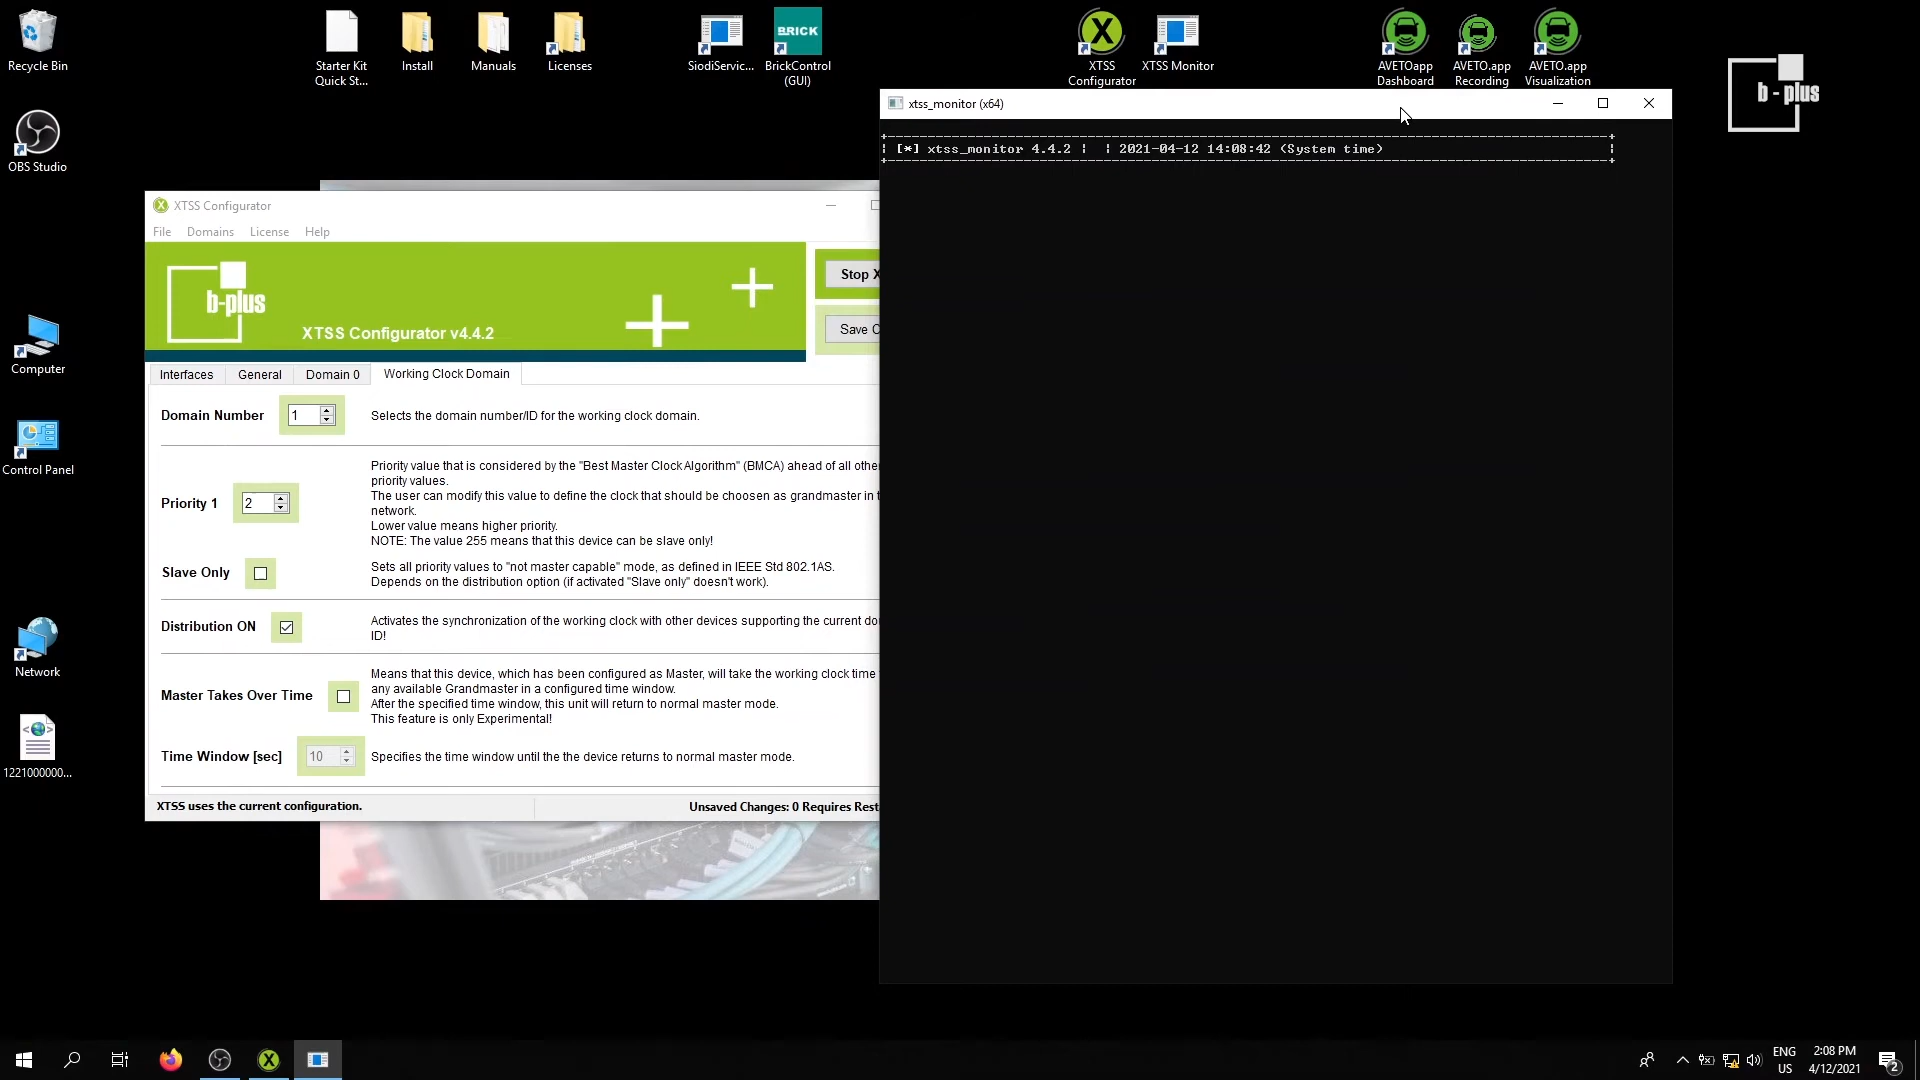 Recycle Bin
OBS Studio
Computer
Control Panel
Network
1221000000...
Starter Kit
Quick St...
Install
Manuals
Licenses
SiodiServic...
BRICK
BrickControl
(GUI)
X
XTSS
Configurator
XTSS Monitor
AVETOapp
Dashboard
AVETO.app
Recording
AVETO.app
Visualization
b - plus
XTSS Configurator
File Domains License Help
b-plus
XTSS Configurator v4.4.2
Stop X
Save C
Interfaces General Domain 0 Working Clock Domain
Domain Number 1 Selects the domain number/ID for the working clock domain.
Priority 1 2
Priority value that is considered by the "Best Master Clock Algorithm" (BMCA) ahead of all othe
priority values.
The user can modify this value to define the clock that should be choosen as grandmaster in t
network.
Lower value means higher priority.
NOTE: The value 255 means that this device can be slave only!
Slave Only
Sets all priority values to "not master capable" mode, as defined in IEEE Std 802.1AS.
Depends on the distribution option (if activated "Slave only" doesn't work).
Distribution ON
Activates the synchronization of the working clock with other devices supporting the current do
ID!
Master Takes Over Time
Means that this device, which has been configured as Master, will take the working clock time
any available Grandmaster in a configured time window.
After the specified time window, this unit will return to normal master mode.
This feature is only Experimental!
Time Window [sec] 10 Specifies the time window until the the device returns to normal master mode.
XTSS uses the current configuration. Unsaved Changes: 0 Requires Rest
xtss_monitor (x64)
+-------------------------------------------------------------------------------------------+
| [*] xtss_monitor 4.4.2 | | 2021-04-12 14:08:42 (System time) |
+-------------------------------------------------------------------------------------------+
ENG
US
2:08 PM
4/12/2021
2